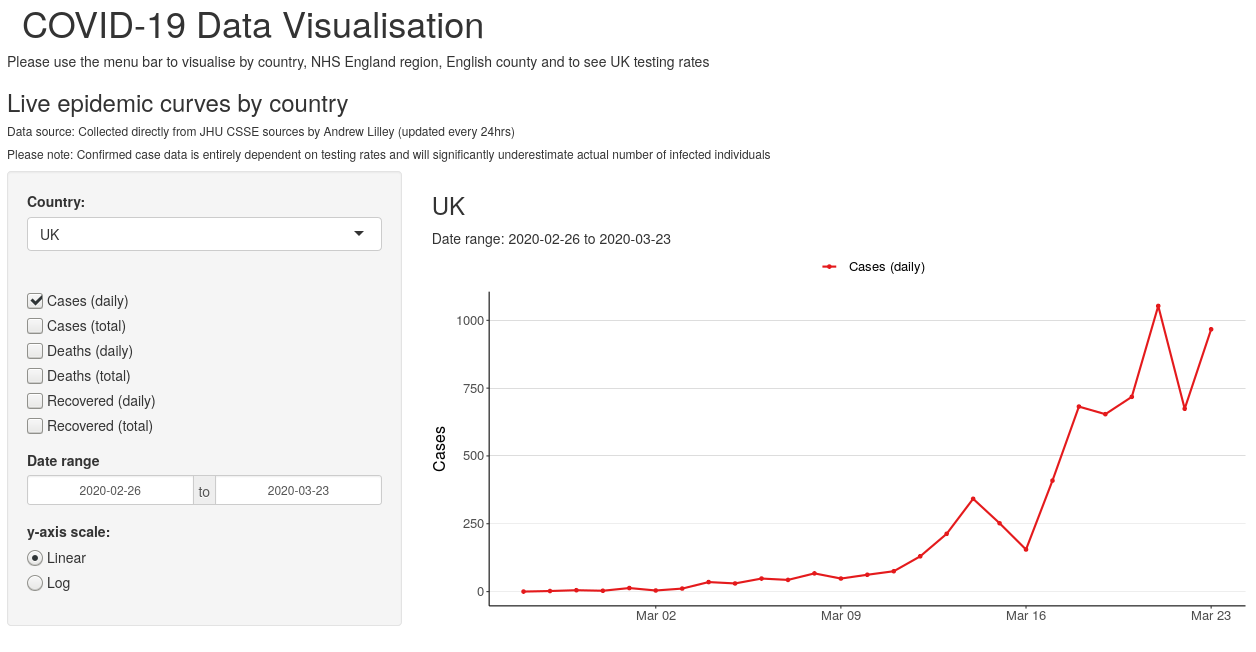 COVID-19 Data Visualisation
Please use the menu bar to visualise by country, NHS England region, English county and to see UK testing rates
Live epidemic curves by country
Data source: Collected directly from JHU CSSE sources by Andrew Lilley (updated every 24hrs)
Please note: Confirmed case data is entirely dependent on testing rates and will significantly underestimate actual number of infected individuals
Country:
UK
Cases (daily)
Cases (total)
Deaths (daily)
Deaths (total)
Recovered (daily)
Recovered (total)
Date range
2020-02-26 to 2020-03-23
y-axis scale:
Linear
Log
UK
Date range: 2020-02-26 to 2020-03-23
Cases (daily)
1000
750
500
250
0
Cases
Mar 02 Mar 09 Mar 16 Mar 23